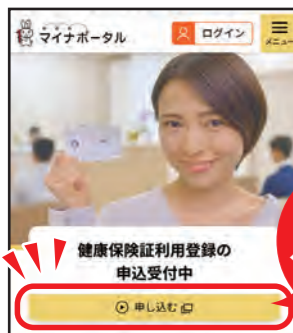 マイナポータル
ログイン
メニュー
健康保険証利用登録の
申込受付中
申し込む